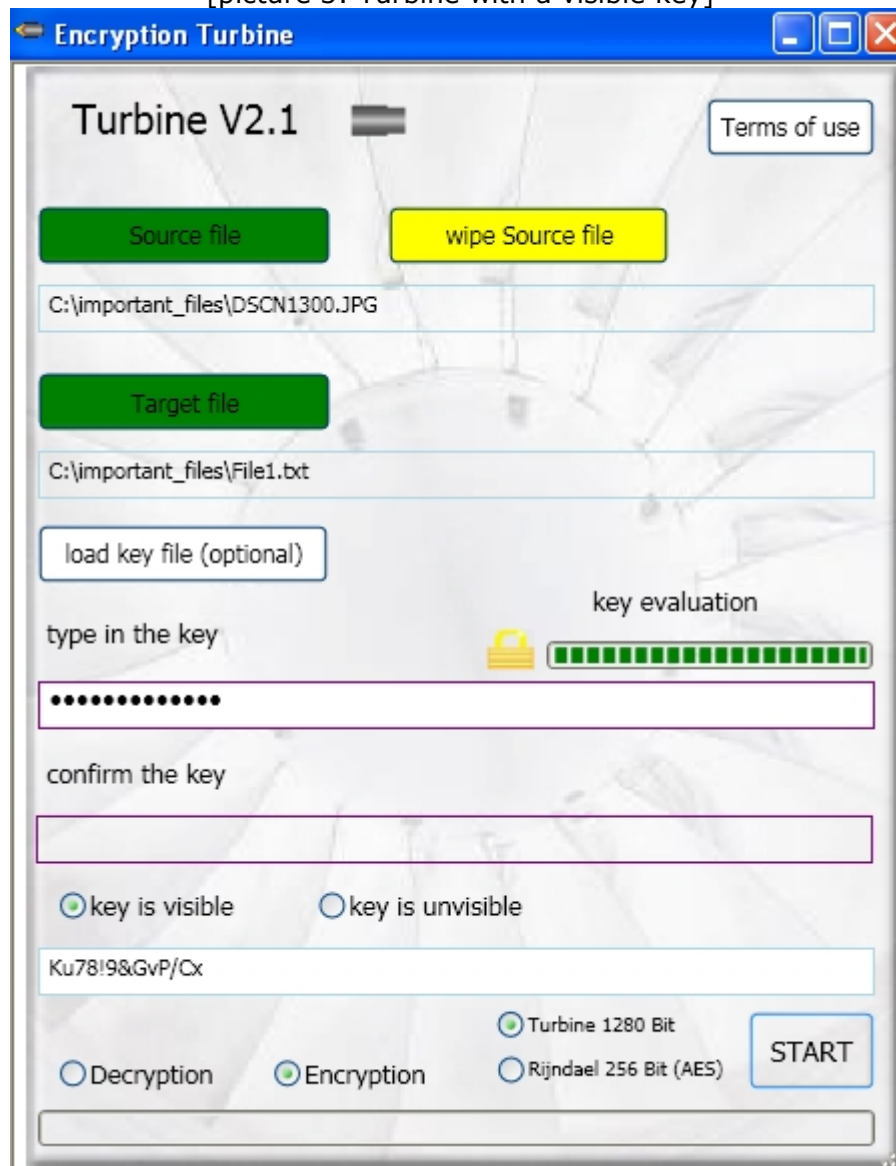 [picture 3: Turbine with a visible key]
Encryption Turbine
Turbine V2.1
Terms of use
Source file
wipe Source file
C:\important_files\DSCN1300.JPG
Target file
C:\important_files\File1.txt
load key file (optional)
key evaluation
type in the key
•••••••••••••
confirm the key
key is visible
key is unvisible
Ku78!9&GvP/Cx
Turbine 1280 Bit
Decryption
Encryption
Rijndael 256 Bit (AES)
START